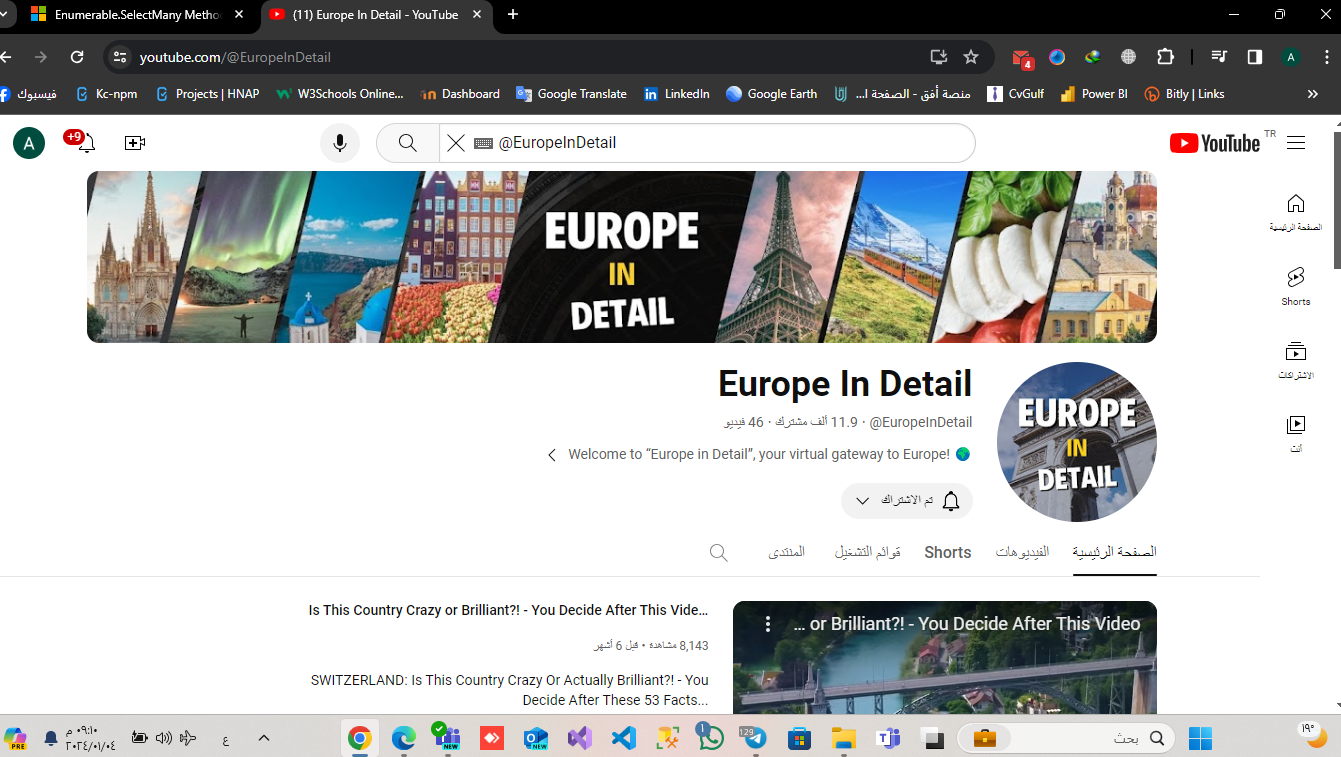 Enumerable.SelectMany Metho
(11) Europe In Detail - YouTube
youtube.com/@EuropeInDetail
4
A
فيسبوك
Kc-npm
Projects | HNAP
W3Schools Online...
Dashboard
Google Translate
LinkedIn
Google Earth
منصة أفق - الصفحة ا...
CvGulf
Power BI
Bitly | Links
A
+9
@EuropeInDetail
YouTube
TR
EUROPE
IN
DETAIL
الصفحة الرئيسية
Shorts
الاشتراكات
أنت
EUROPE
IN
DETAIL
Europe In Detail
@EuropeInDetail · 11.9 ألف مشترك · 46 فيديو
Welcome to “Europe in Detail”, your virtual gateway to Europe!
تم الاشتراك
الصفحة الرئيسية
الفيديوهات
Shorts
قوائم التشغيل
المنتدى
... or Brilliant?! - You Decide After This Video
Is This Country Crazy or Brilliant?! - You Decide After This Vide...
8,143 مشاهدة • قبل 6 أشهر
SWITZERLAND: Is This Country Crazy Or Actually Brilliant?! - You
Decide After These 53 Facts...
PRE
٠٩:١٠ م
٢٠٢٤/٠١/٠٤
ع
NEW
NEW
1
129
بحث
١٩°